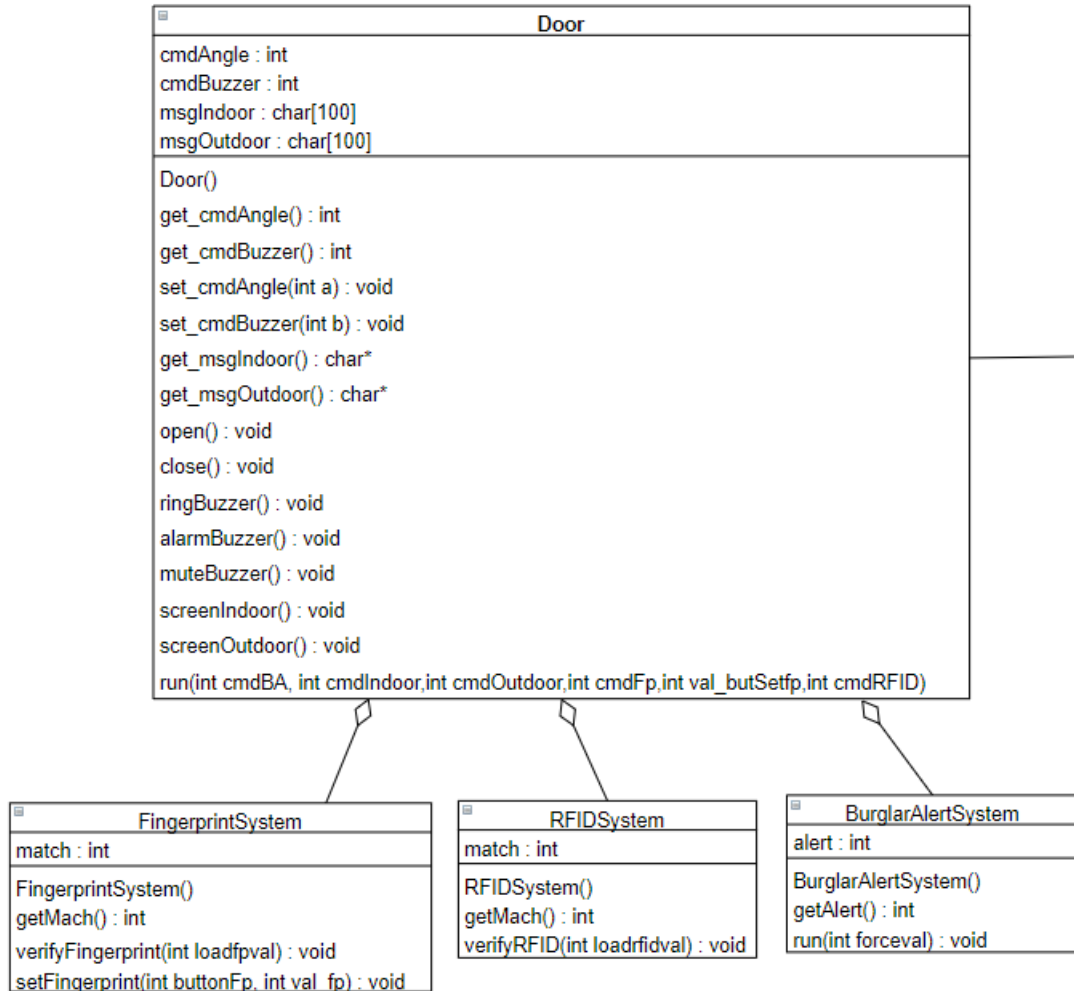 Door
cmdAngle : int
cmdBuzzer : int
msgIndoor : char[100]
msgOutdoor : char[100]
Door()
get_cmdAngle() : int
get_cmdBuzzer() : int
set_cmdAngle(int a) : void
set_cmdBuzzer(int b) : void
get_msgIndoor() : char*
get_msgOutdoor() : char*
open() : void
close() : void
ringBuzzer() : void
alarmBuzzer() : void
muteBuzzer() : void
screenIndoor() : void
screenOutdoor() : void
run(int cmdBA, int cmdIndoor,int cmdOutdoor,int cmdFp,int val_butSetfp,int cmdRFID)
FingerprintSystem
match : int
FingerprintSystem()
getMach() : int
verifyFingerprint(int loadfpval) : void
setFingerprint(int buttonFp, int val_fp) : void
RFIDSystem
match : int
RFIDSystem()
getMach() : int
verifyRFID(int loadrfidval) : void
BurglarAlertSystem
alert : int
BurglarAlertSystem()
getAlert() : int
run(int forceval) : void